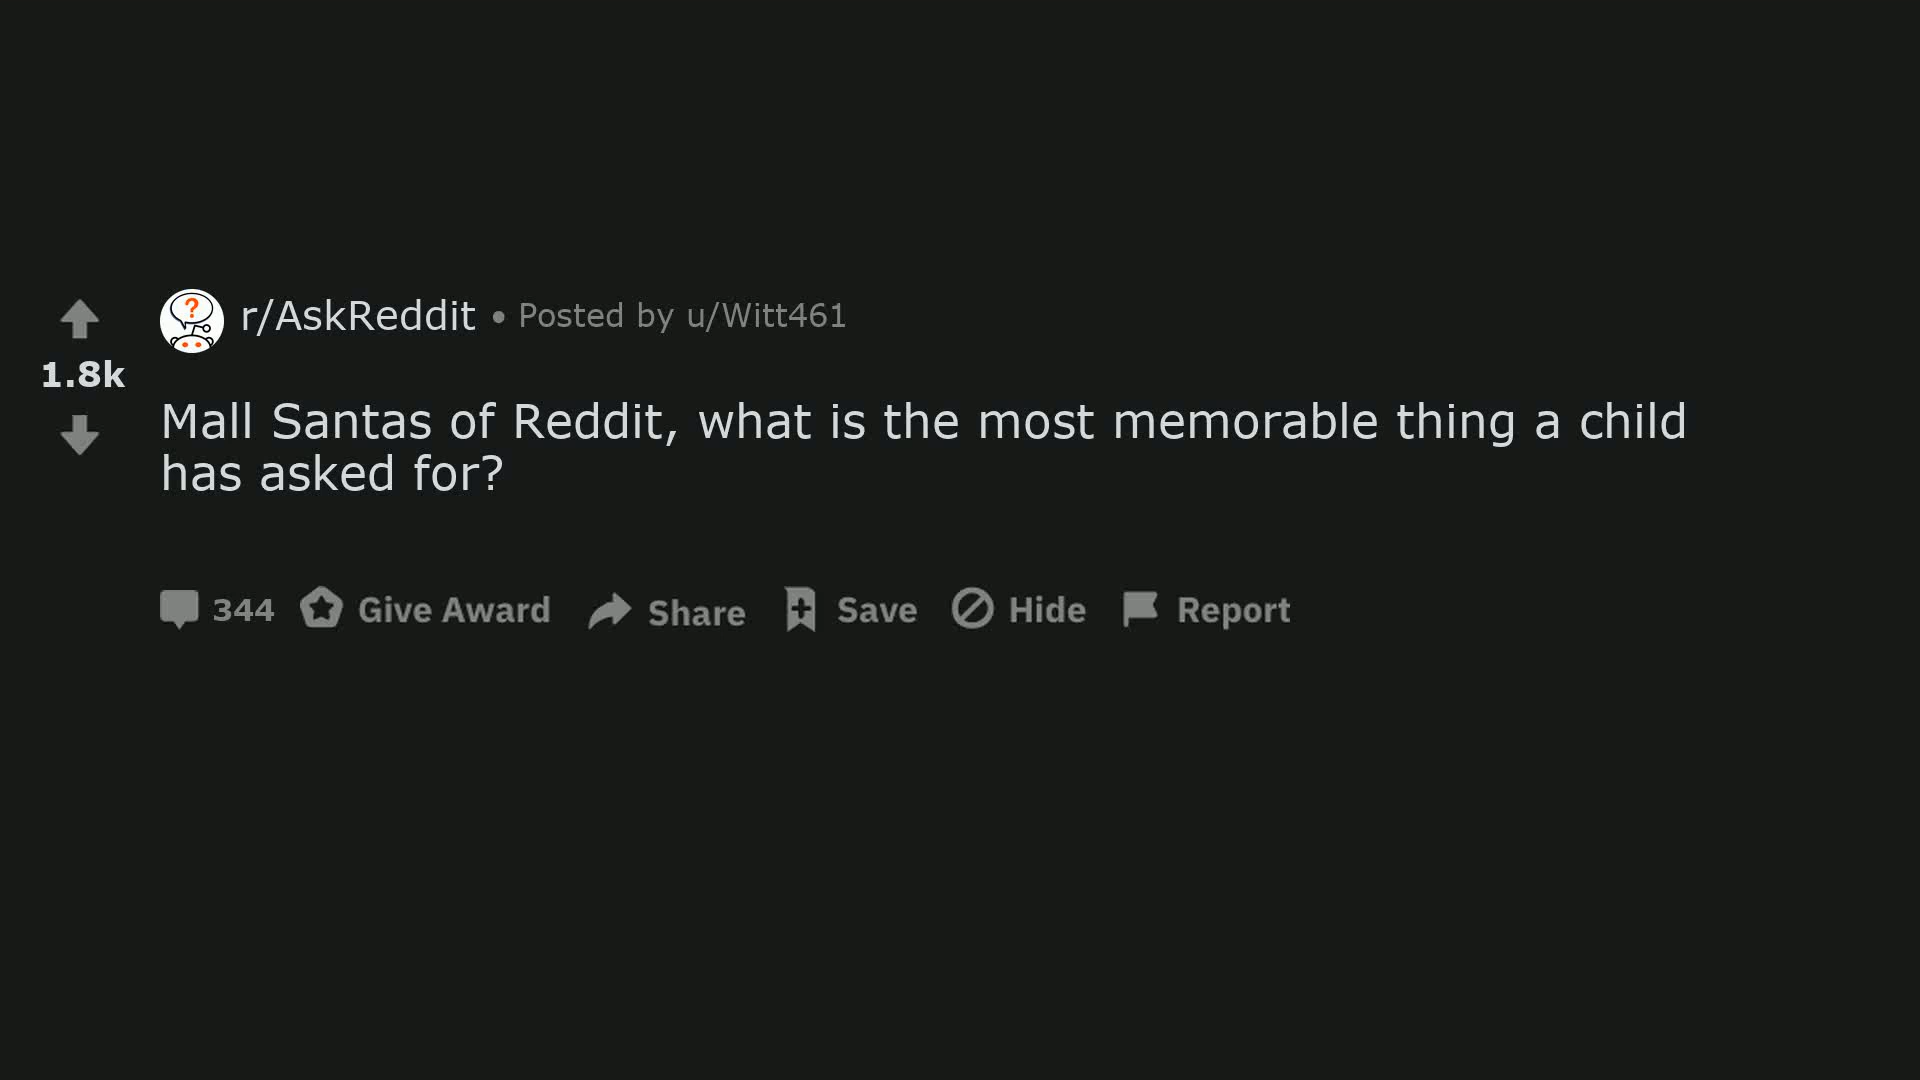 r/AskReddit • Posted by u/Witt461
1.8k
Mall Santas of Reddit, what is the most memorable thing a child
has asked for?
344 Give Award Share Save Hide Report